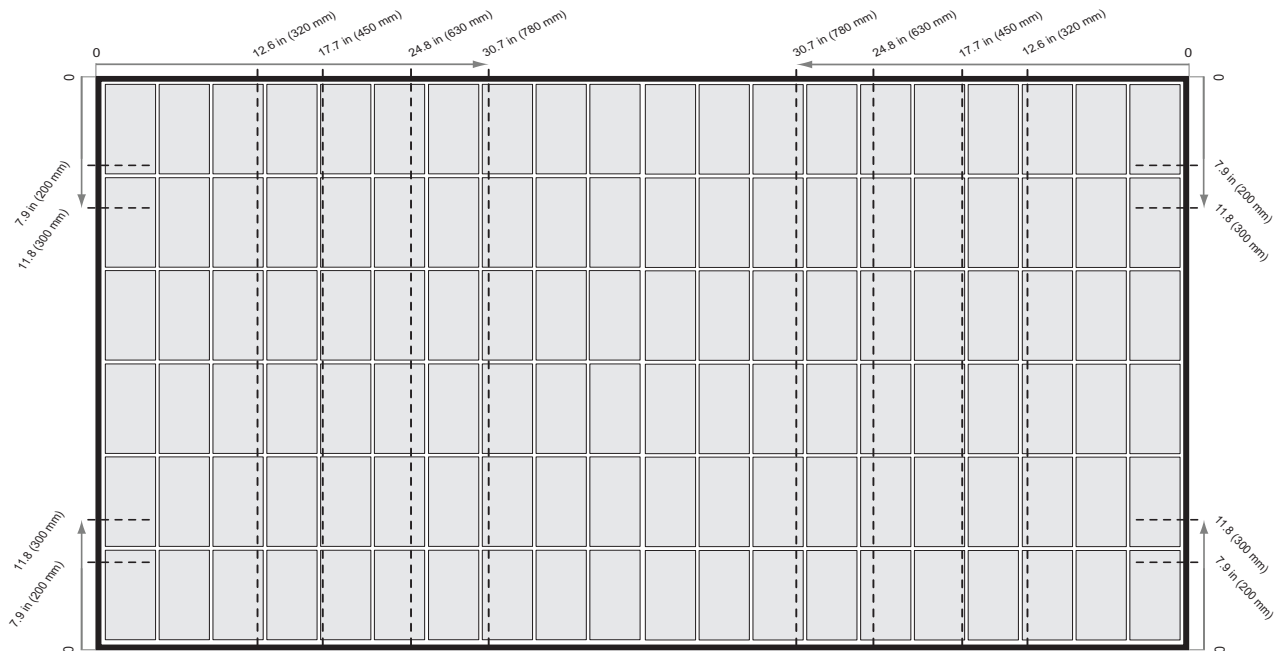 0
12.6 in (320 mm)
17.7 in (450 mm)
24.8 in (630 mm)
30.7 in (780 mm)
30.7 in (780 mm)
24.8 in (630 mm)
17.7 in (450 mm)
12.6 in (320 mm)
0
0
7.9 in (200 mm)
11.8 (300 mm)
0
7.9 in (200 mm)
11.8 (300 mm)
11.8 (300 mm)
7.9 in (200 mm)
0
11.8 (300 mm)
7.9 in (200 mm)
0